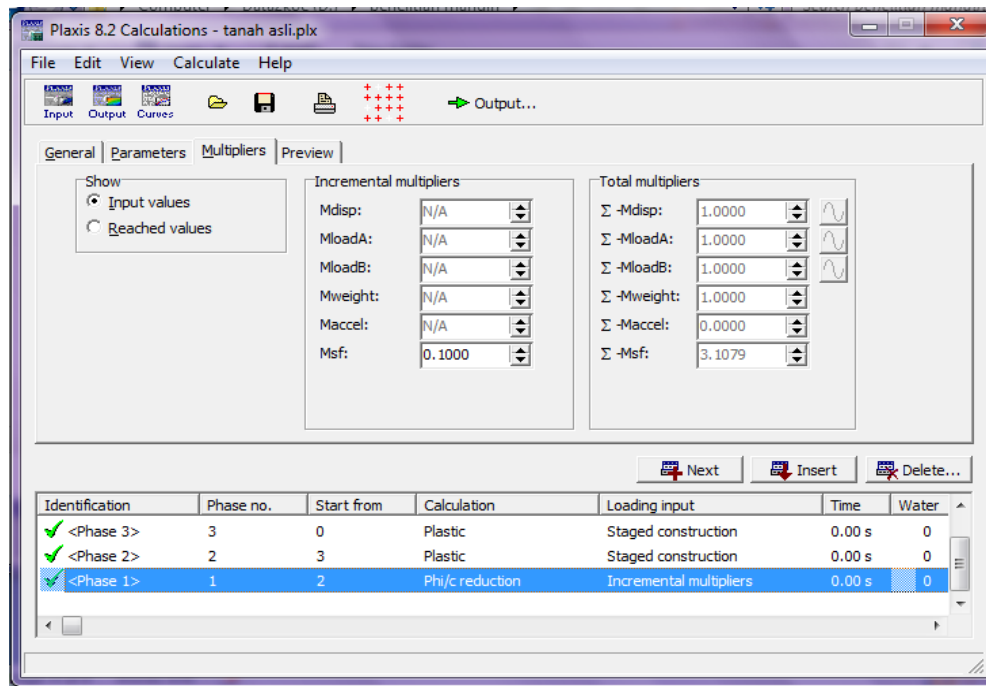 Plaxis 8.2 Calculations - tanah asli.plx
File Edit View Calculate Help
Input Output Curves Output...
General Parameters Multipliers Preview
Show
Input values
Reached values
Incremental multipliers
Mdisp: N/A
MloadA: N/A
MloadB: N/A
Mweight: N/A
Maccel: N/A
Msf: 0.1000
Total multipliers
Σ -Mdisp: 1.0000
Σ -MloadA: 1.0000
Σ -MloadB: 1.0000
Σ -Mweight: 1.0000
Σ -Maccel: 0.0000
Σ -Msf: 3.1079
Next Insert Delete...
Identification Phase no. Start from Calculation Loading input Time Water
<Phase 3> 3 0 Plastic Staged construction 0.00 s 0
<Phase 2> 2 3 Plastic Staged construction 0.00 s 0
<Phase 1> 1 2 Phi/c reduction Incremental multipliers 0.00 s 0